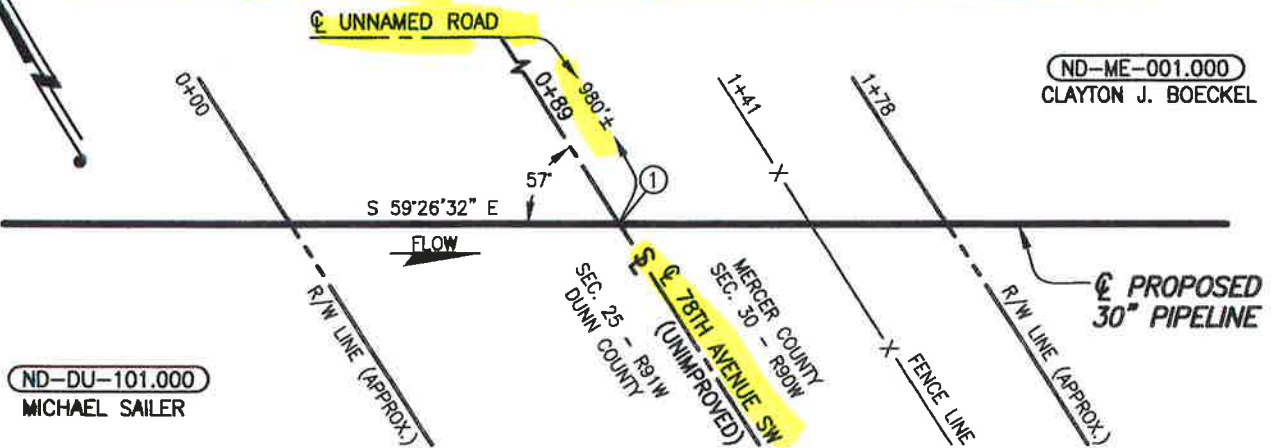 ℄ UNNAMED ROAD
ND-ME-001.000
CLAYTON J. BOECKEL
0+00
0+89
980'±
1+41
1+78
57°
1
S 59°26'32" E
FLOW
℄ PROPOSED
30" PIPELINE
R/W LINE (APPROX.)
SEC. 25 - R91W
DUNN COUNTY
℄ 78TH AVENUE SW
(UNIMPROVED)
MERCER COUNTY
SEC. 30 - R90W
X
X
FENCE LINE
R/W LINE (APPROX.)
ND-DU-101.000
MICHAEL SAILER